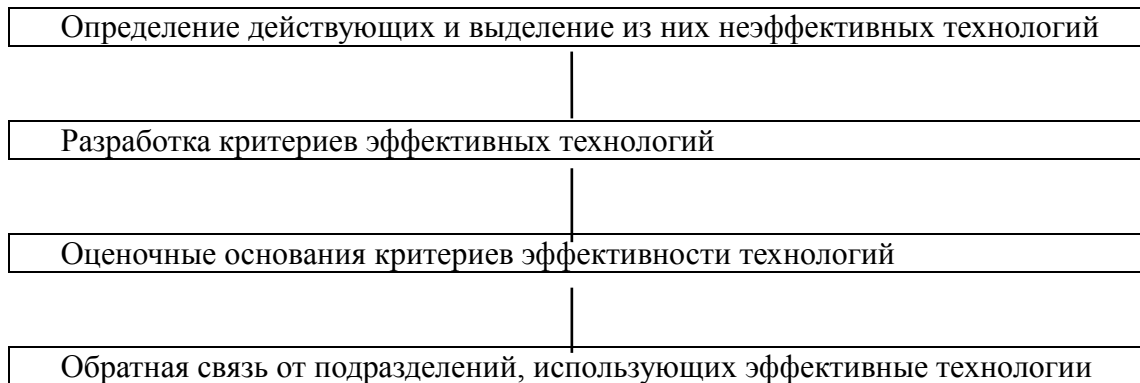 Определение действующих и выделение из них неэффективных технологий
Разработка критериев эффективных технологий
Оценочные основания критериев эффективности технологий
Обратная связь от подразделений, использующих эффективные технологии